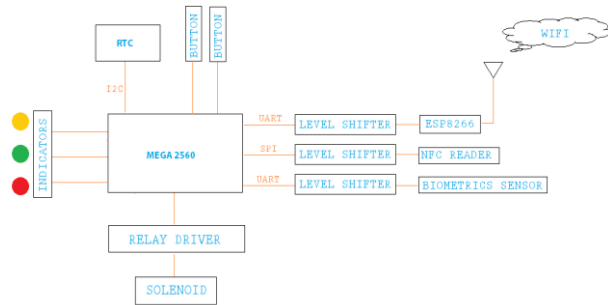 WIFI
RTC
BUTTON
BUTTON
I2C
UART
LEVEL SHIFTER
ESP8266
INDICATORS
MEGA 2560
SPI
LEVEL SHIFTER
NFC READER
UART
LEVEL SHIFTER
BIOMETRICS SENSOR
RELAY DRIVER
SOLENOID